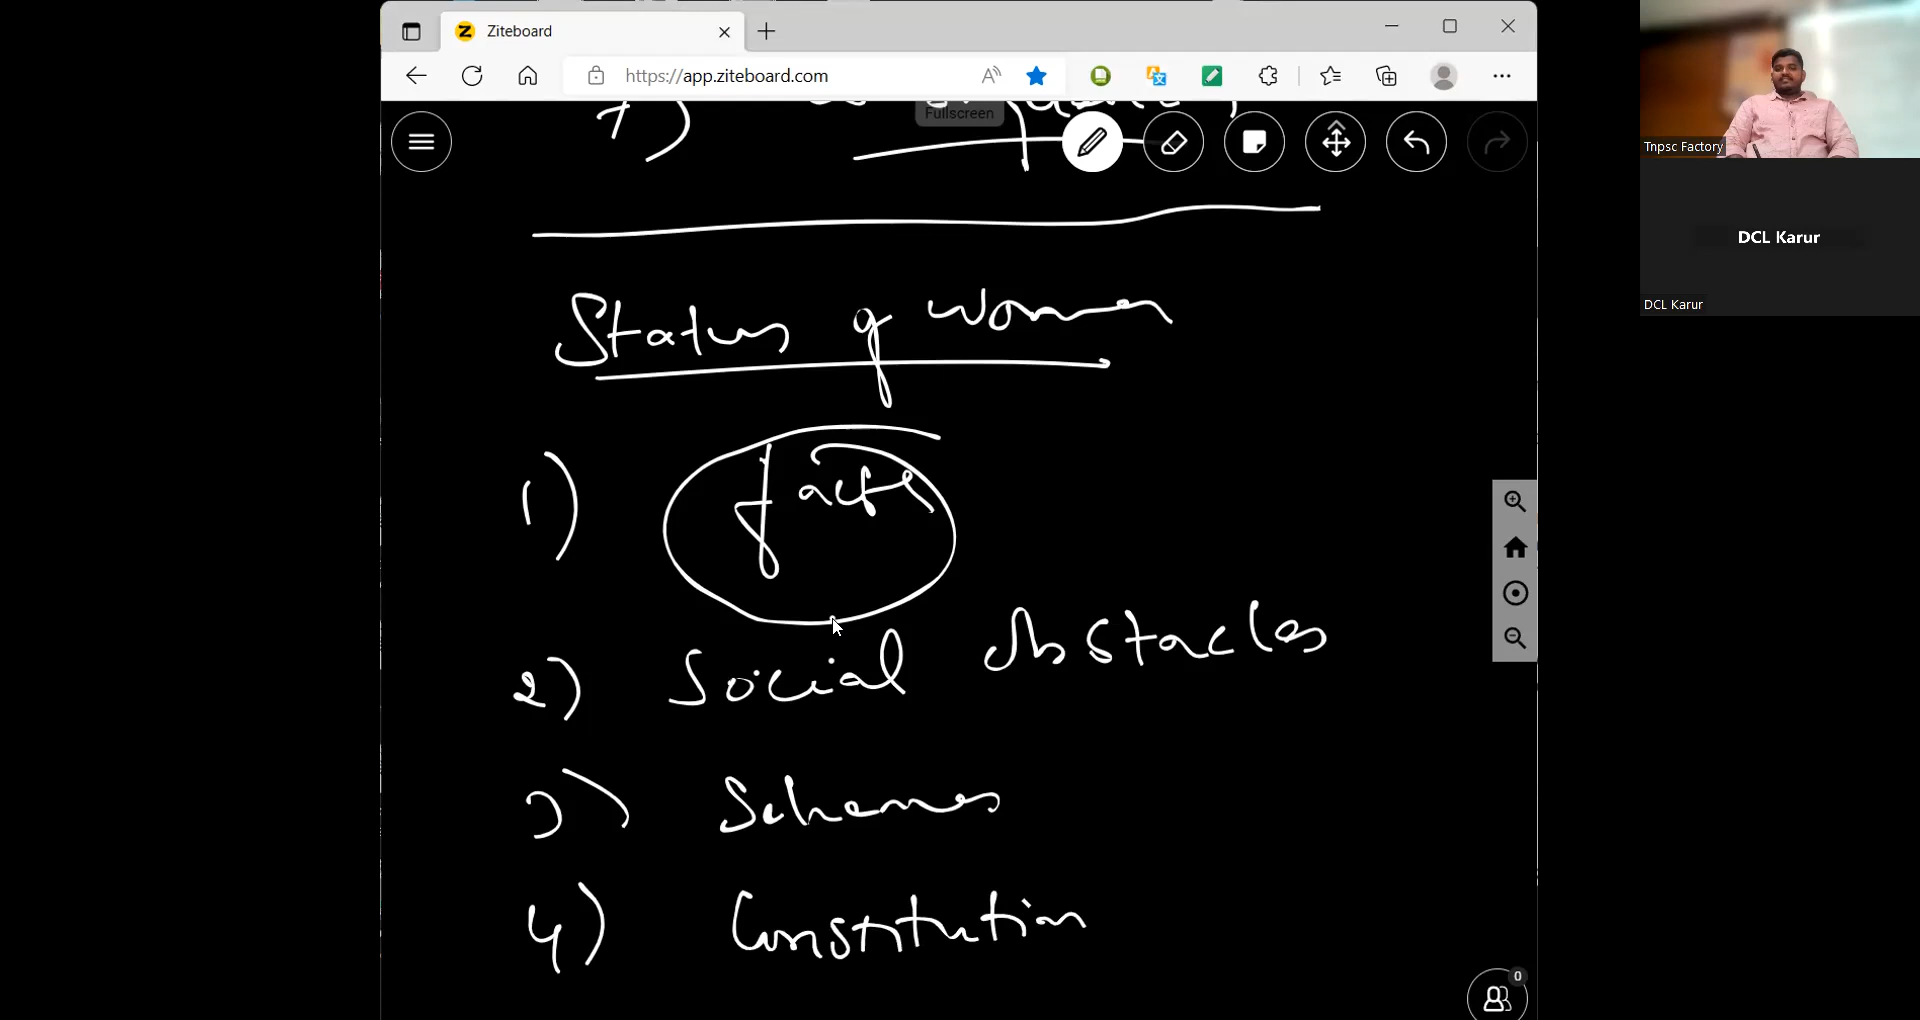 Ziteboard
https://app.ziteboard.com
7)
Fullscreen
Status of women
1) facts
2) Social obstacles
3) Schemes
4) Constitution
0
Tnpsc Factory
DCL Karur
DCL Karur